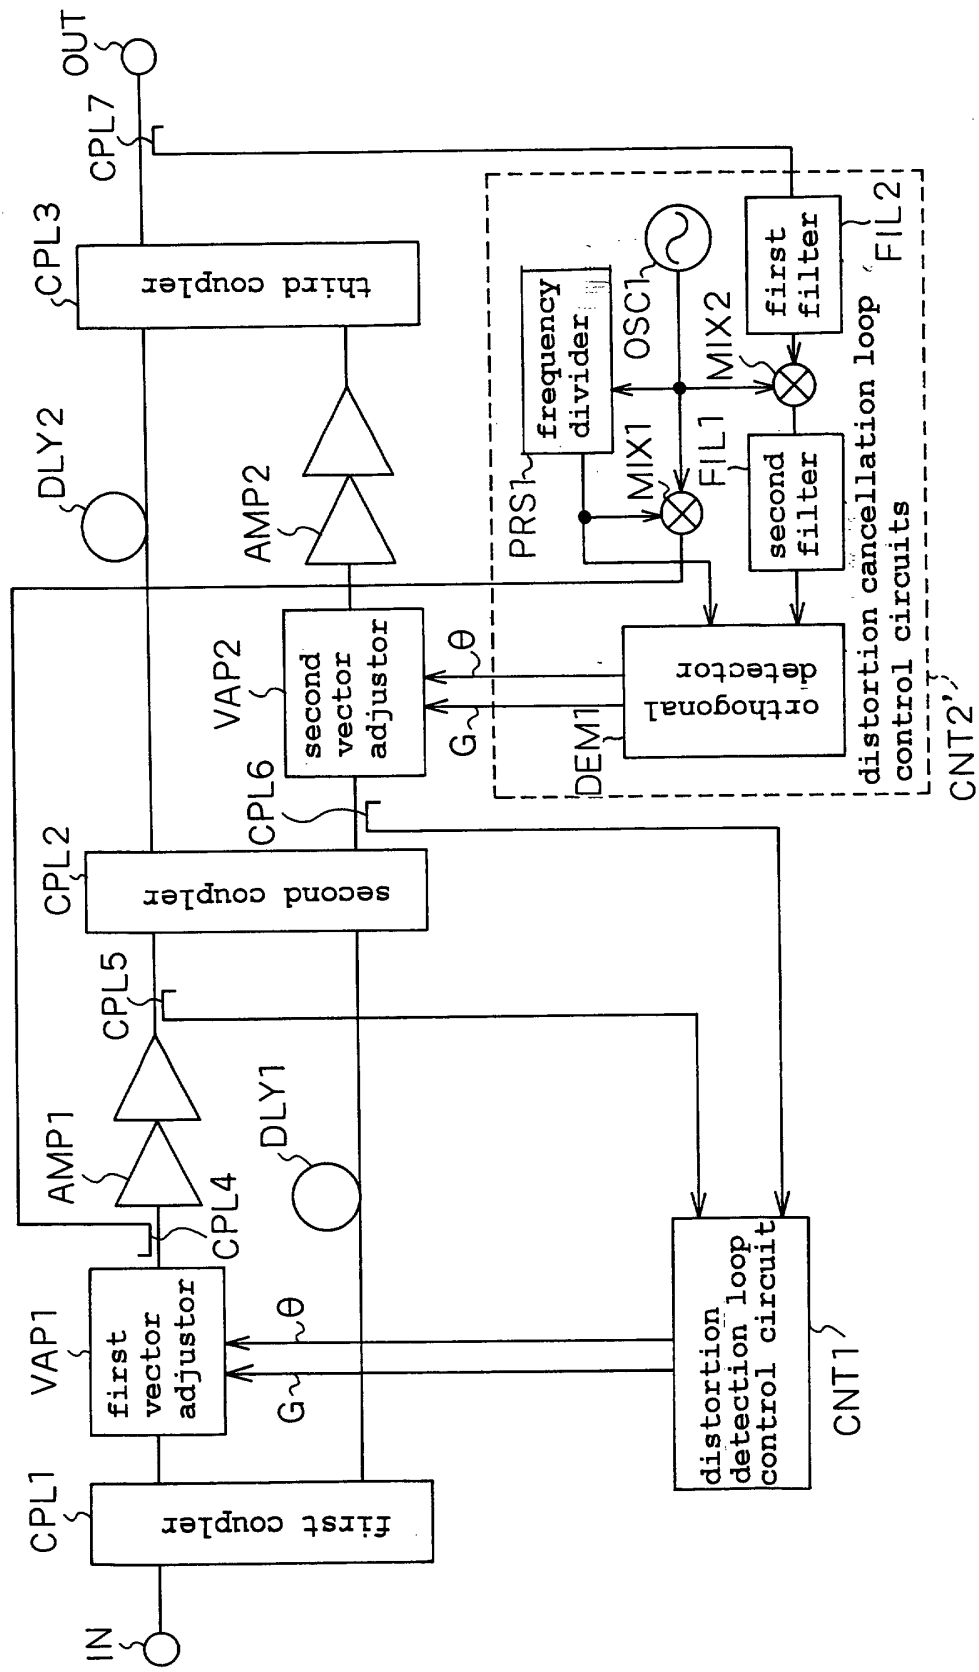 IN
CPL1
first coupler
VAP1
first
vector
adjustor
G
θ
CPL4
AMP1
DLY1
CPL5
CPL2
second coupler
CPL6
VAP2
second
vector
adjustor
G
θ
AMP2
DLY2
CPL3
third coupler
CPL7
OUT
distortion
detection loop
control circuit
CNT1
DEM1
orthogonal
detector
PRS1
frequency
divider
MIX1
OSC1
FIL1
second
filter
MIX2
first
filter
FIL2
distortion cancellation loop
control circuits
CNT2'